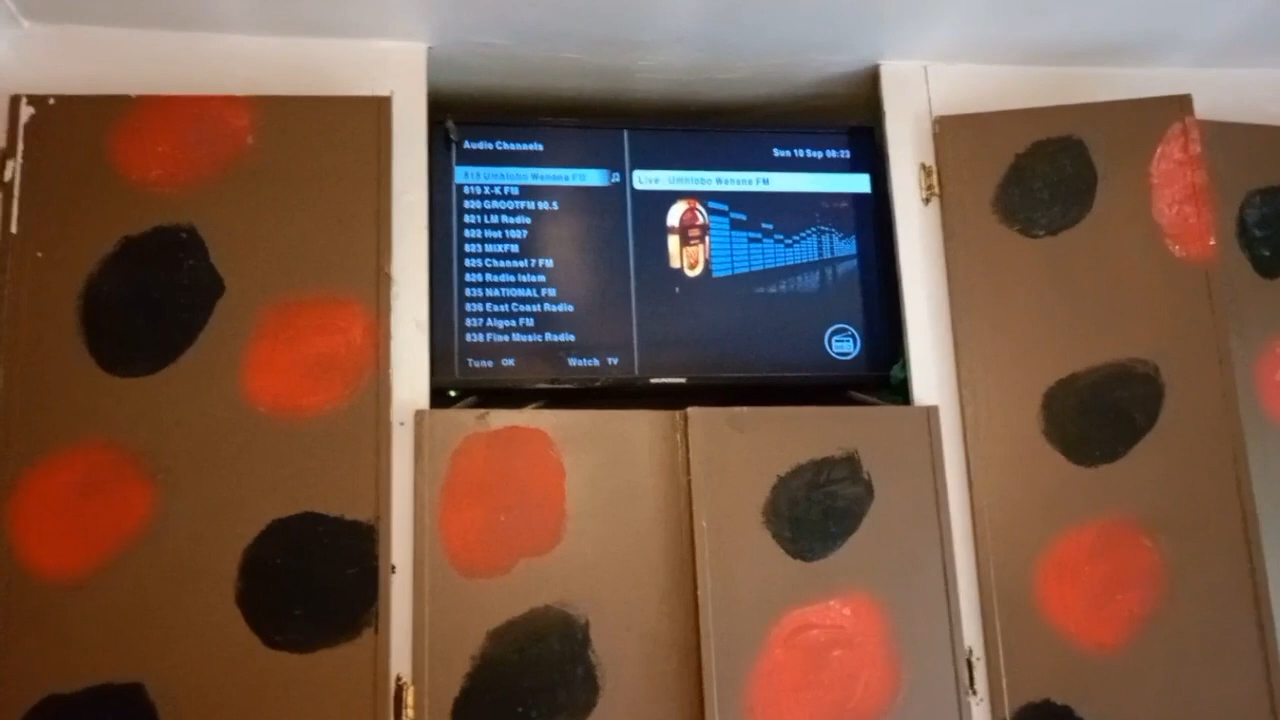 Audio Channels
Sun 10 Sep 08:23
818 Umhlobo Wenene FM
819 X-K FM
820 GROOTFM 90.5
821 LM Radio
822 Hot 1027
823 MIXFM
825 Channel 7 FM
826 Radio Islam
835 NATIONAL FM
836 East Coast Radio
837 Algoa FM
838 Fine Music Radio
Tune OK
Watch TV
Live - Umhlobo Wenene FM